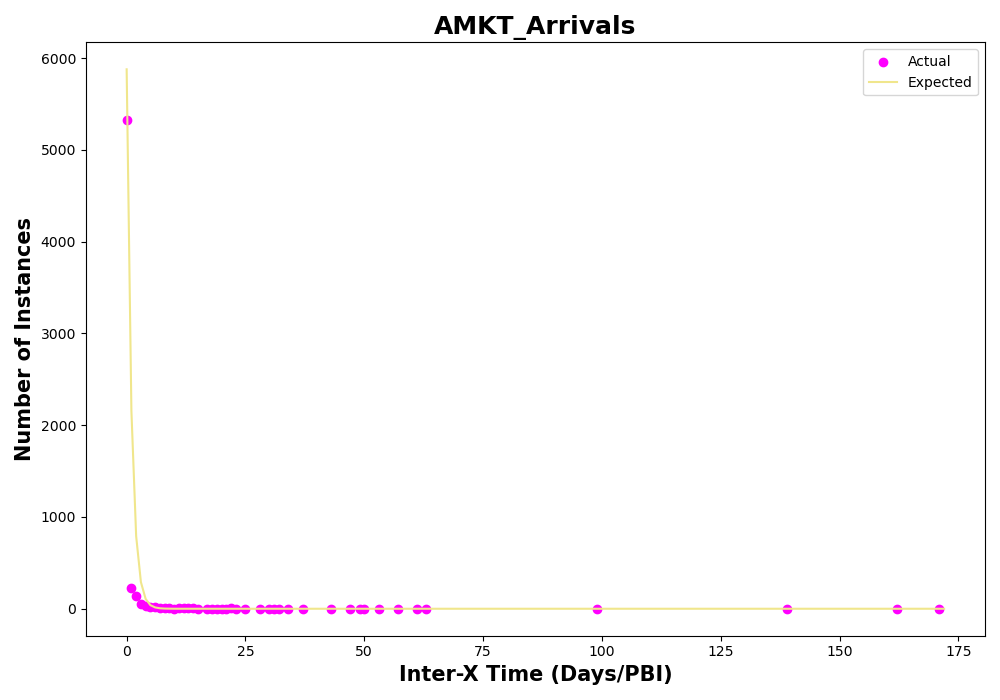 AMKT_Arrivals
Actual
Expected
Number of Instances
6000
5000
4000
3000
2000
1000
0
0 25 50 75 100 125 150 175
Inter-X Time (Days/PBI)